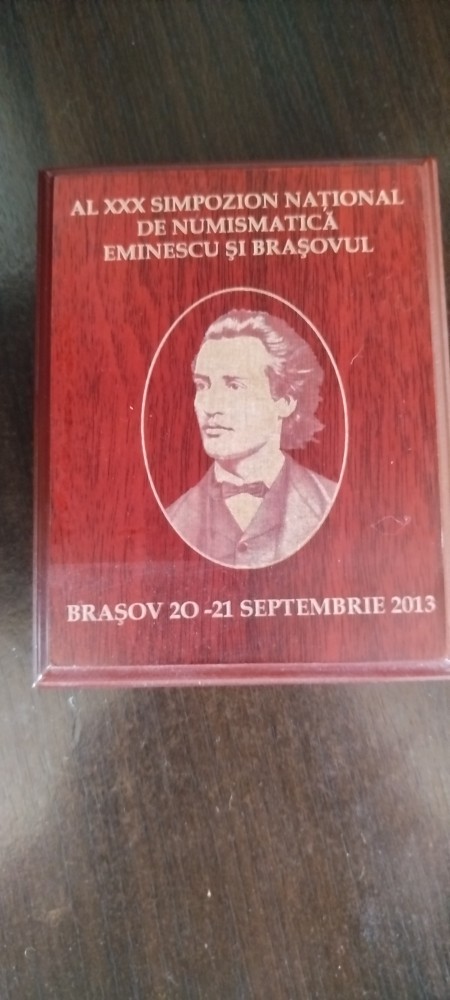 AL XXX SIMPOZION NAȚIONAL
DE NUMISMATICĂ
EMINESCU ȘI BRAȘOVUL
BRAȘOV 20 -21 SEPTEMBRIE 2013